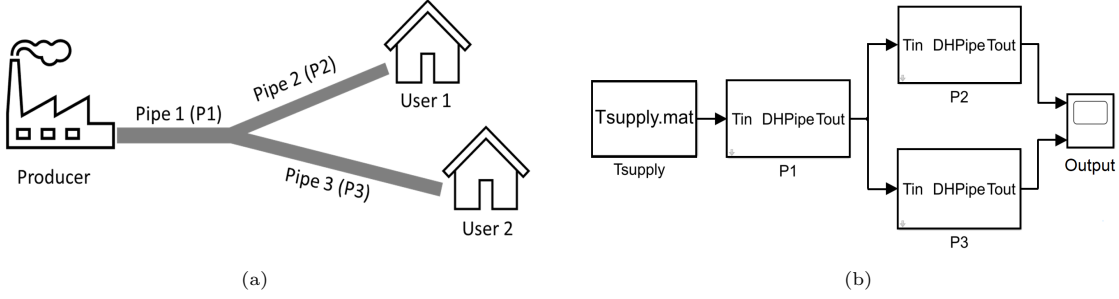 Pipe 1 (P1)
Pipe 2 (P2)
Pipe 3 (P3)
Producer
User 1
User 2
(a)
Tsupply.mat
Tsupply
Tin DHPipe Tout
P1
Tin DHPipe Tout
P2
Tin DHPipe Tout
P3
Output
(b)